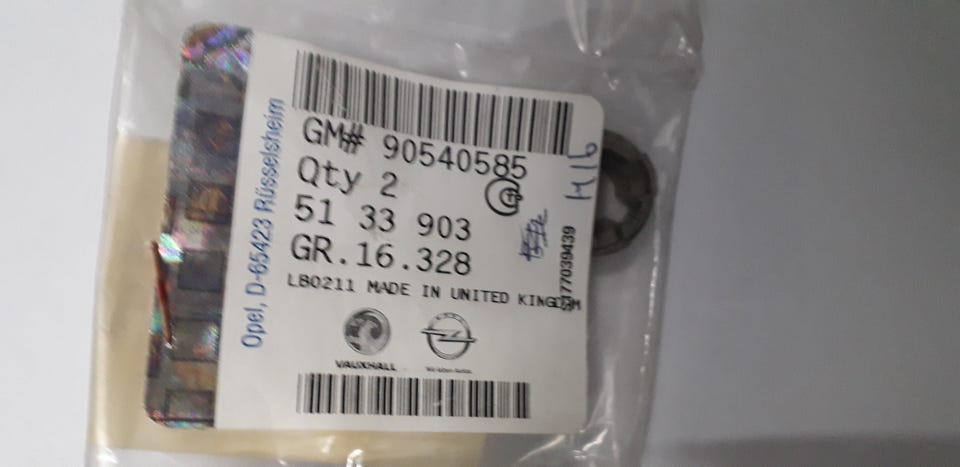 Opel, D-65423 Rüsselsheim
GM# 90540585
Qty 2
51 33 903
GR.16.328
LB0211 MADE IN UNITED KINGDOM
VAUXHALL
77039439